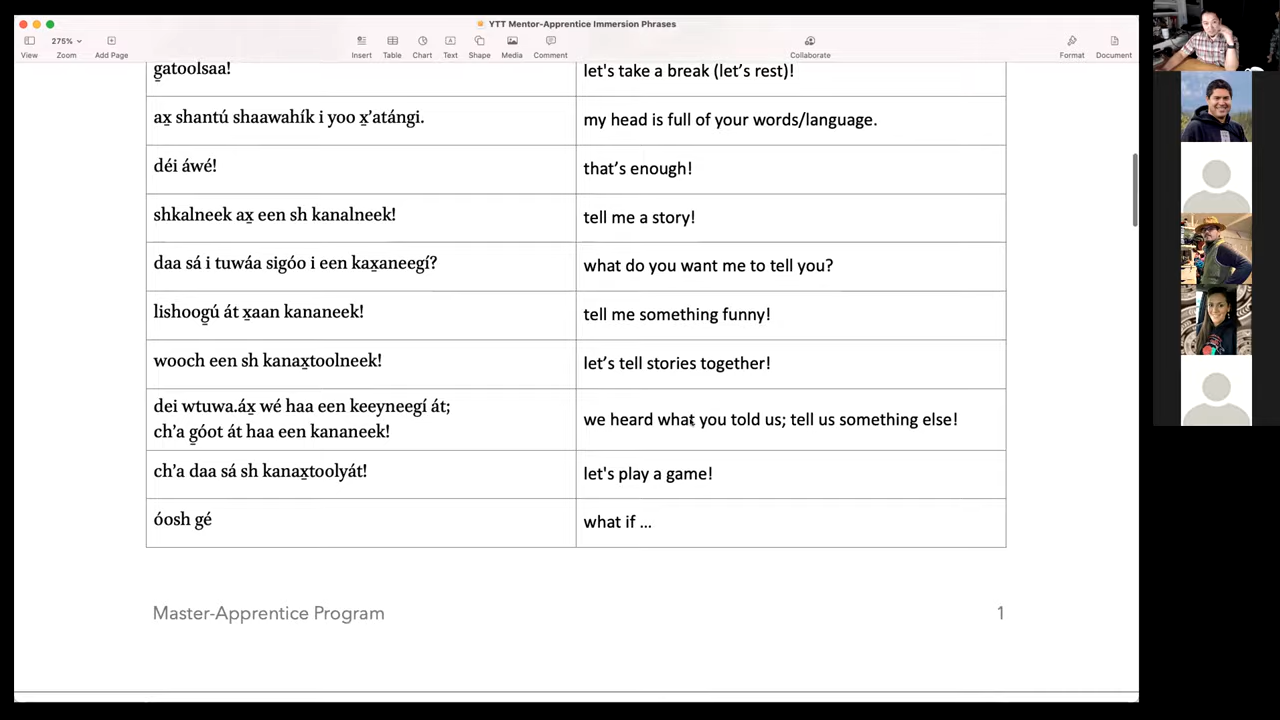 YTT Mentor-Apprentice Immersion Phrases
275%
View Zoom Add Page Insert Table Chart Text Shape Media Comment Collaborate Format Document
g̱atoolsaa! let's take a break (let’s rest)!
ax̱ shantú shaawahík i yoo x̱’atángi. my head is full of your words/language.
déi áwé! that’s enough!
shkalneek ax̱ een sh kanalneek! tell me a story!
daa sá i tuwáa sigóo i een kax̱aneegí? what do you want me to tell you?
lishoog̱ú át x̱aan kananeek! tell me something funny!
wooch een sh kanax̱toolneek! let’s tell stories together!
dei wtuwa.áx̱ wé haa een keeyneegí át;
ch’a g̱óot át haa een kananeek! we heard what you told us; tell us something else!
ch’a daa sá sh kanax̱toolyát! let's play a game!
óosh gé what if ...
Master-Apprentice Program 1